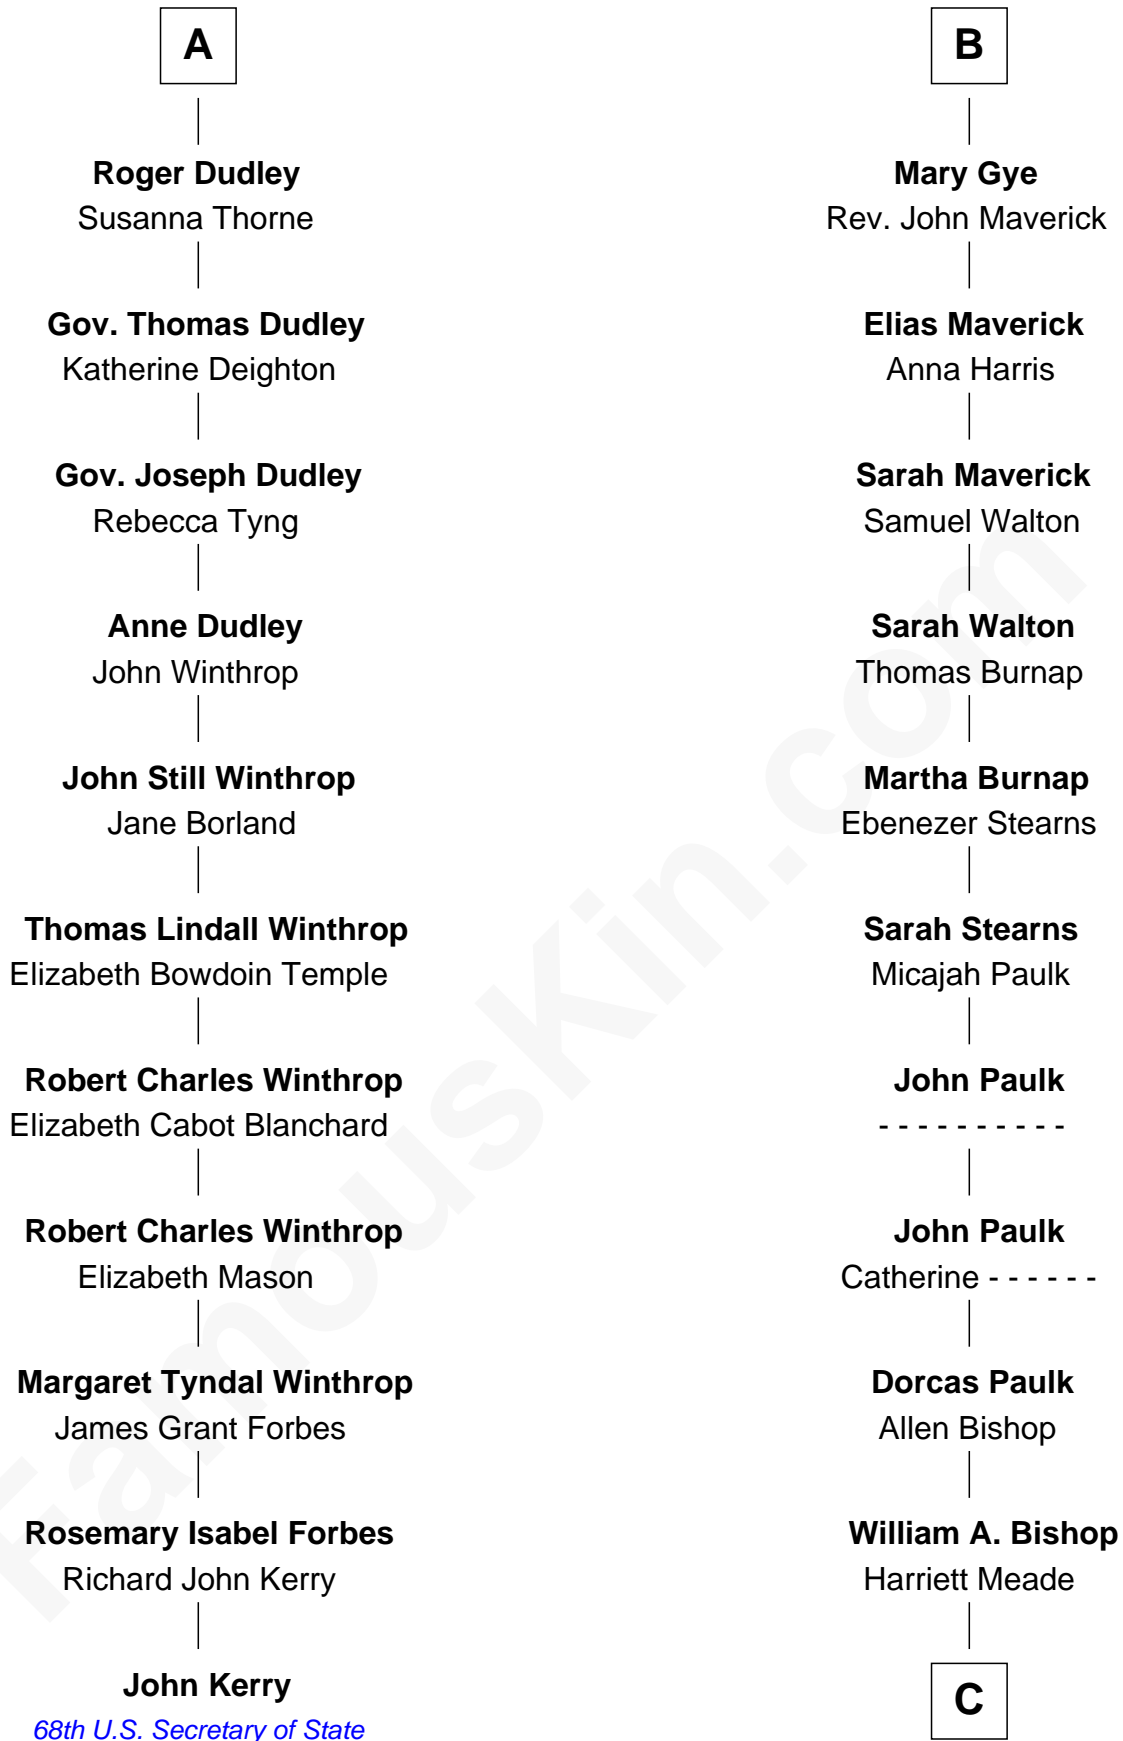 A
Roger Dudley
Susanna Thorne
Gov. Thomas Dudley
Katherine Deighton
Gov. Joseph Dudley
Rebecca Tyng
Anne Dudley
John Winthrop
John Still Winthrop
Jane Borland
Thomas Lindall Winthrop
Elizabeth Bowdoin Temple
Robert Charles Winthrop
Elizabeth Cabot Blanchard
Robert Charles Winthrop
Elizabeth Mason
Margaret Tyndal Winthrop
James Grant Forbes
Rosemary Isabel Forbes
Richard John Kerry
John Kerry
68th U.S. Secretary of State
B
Mary Gye
Rev. John Maverick
Elias Maverick
Anna Harris
Sarah Maverick
Samuel Walton
Sarah Walton
Thomas Burnap
Martha Burnap
Ebenezer Stearns
Sarah Stearns
Micajah Paulk
John Paulk
- - - - - - - - - -
John Paulk
Catherine - - - - - -
Dorcas Paulk
Allen Bishop
William A. Bishop
Harriett Meade
C
FamousKin.com